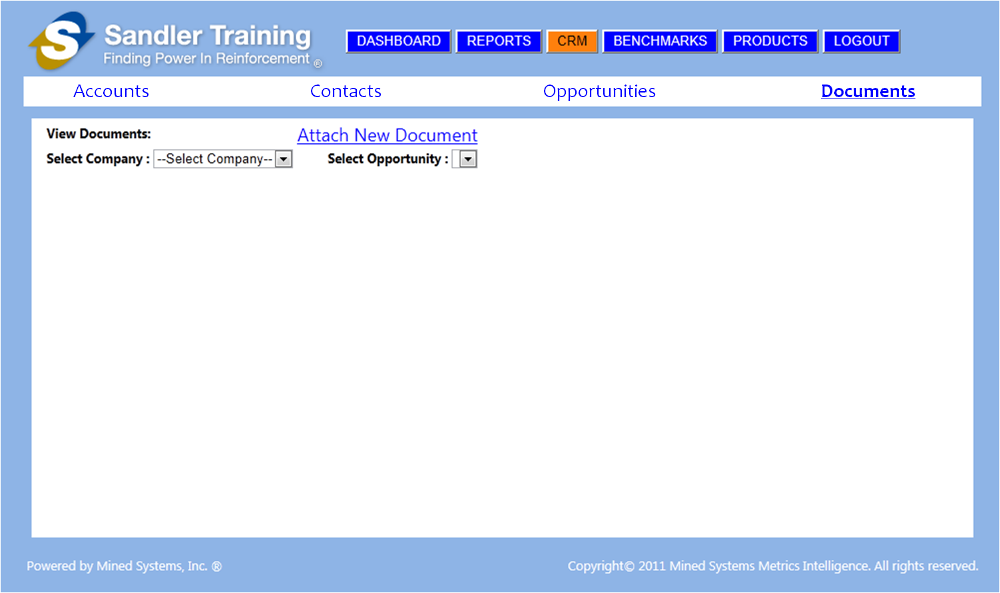 S Sandler Training
Finding Power In Reinforcement ®
DASHBOARD REPORTS CRM BENCHMARKS PRODUCTS LOGOUT
Accounts Contacts Opportunities Documents
View Documents: Attach New Document
Select Company : --Select Company-- Select Opportunity :
Powered by Mined Systems, Inc. ® Copyright© 2011 Mined Systems Metrics Intelligence. All rights reserved.